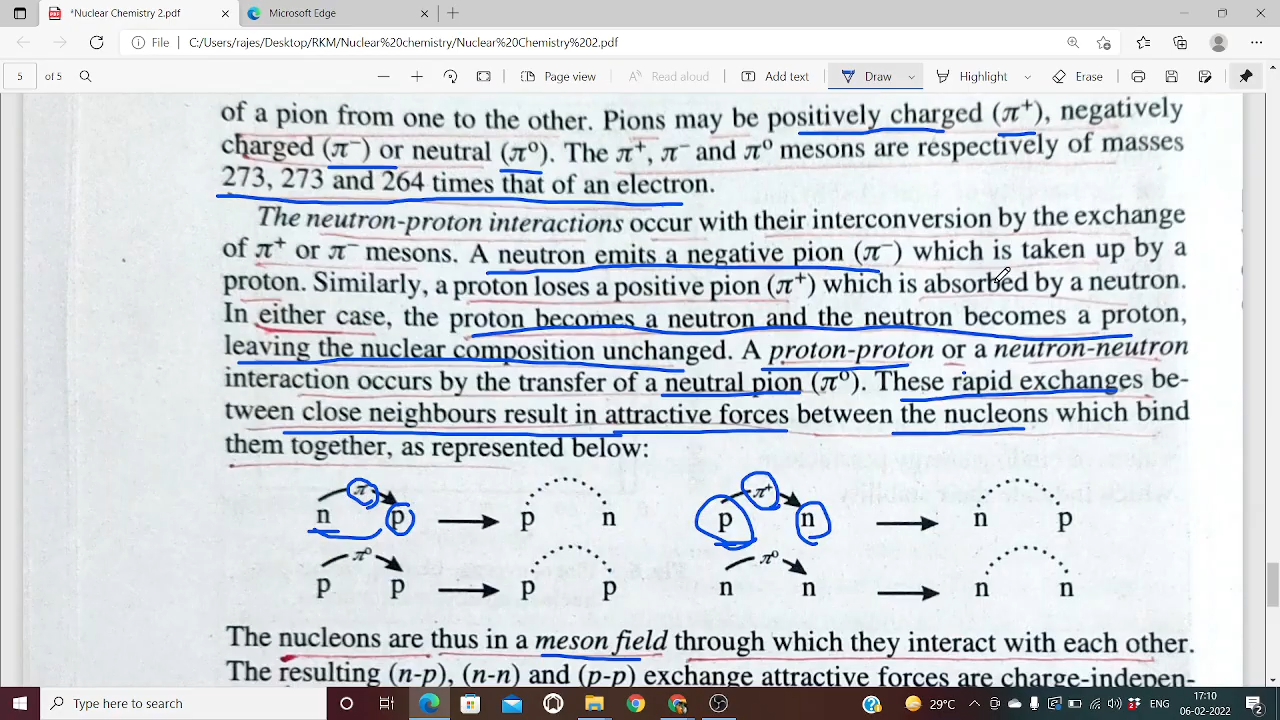 *Nuclear Chemistry 2.pdf
Microsoft Edge
File C:/Users/rajes/Desktop/RKM/Nuclear%20chemistry/Nuclear%20Chemistry%202.pdf
5 of 5 Page view Read aloud Add text Draw Highlight Erase
of a pion from one to the other. Pions may be positively charged (π⁺), negatively
charged (π⁻) or neutral (π⁰). The π⁺, π⁻ and π⁰ mesons are respectively of masses
273, 273 and 264 times that of an electron.
The neutron-proton interactions occur with their interconversion by the exchange
of π⁺ or π⁻ mesons. A neutron emits a negative pion (π⁻) which is taken up by a
proton. Similarly, a proton loses a positive pion (π⁺) which is absorbed by a neutron.
In either case, the proton becomes a neutron and the neutron becomes a proton,
leaving the nuclear composition unchanged. A proton-proton or a neutron-neutron
interaction occurs by the transfer of a neutral pion (π⁰). These rapid exchanges be-
tween close neighbours result in attractive forces between the nucleons which bind
them together, as represented below:
π π⁺
n p p n p n n p
π⁰ π⁰
p p p p n n n n
The nucleons are thus in a meson field through which they interact with each other.
The resulting (n-p), (n-n) and (p-p) exchange attractive forces are charge-indepen-
Type here to search
29°C
ENG
17:10
06-02-2022